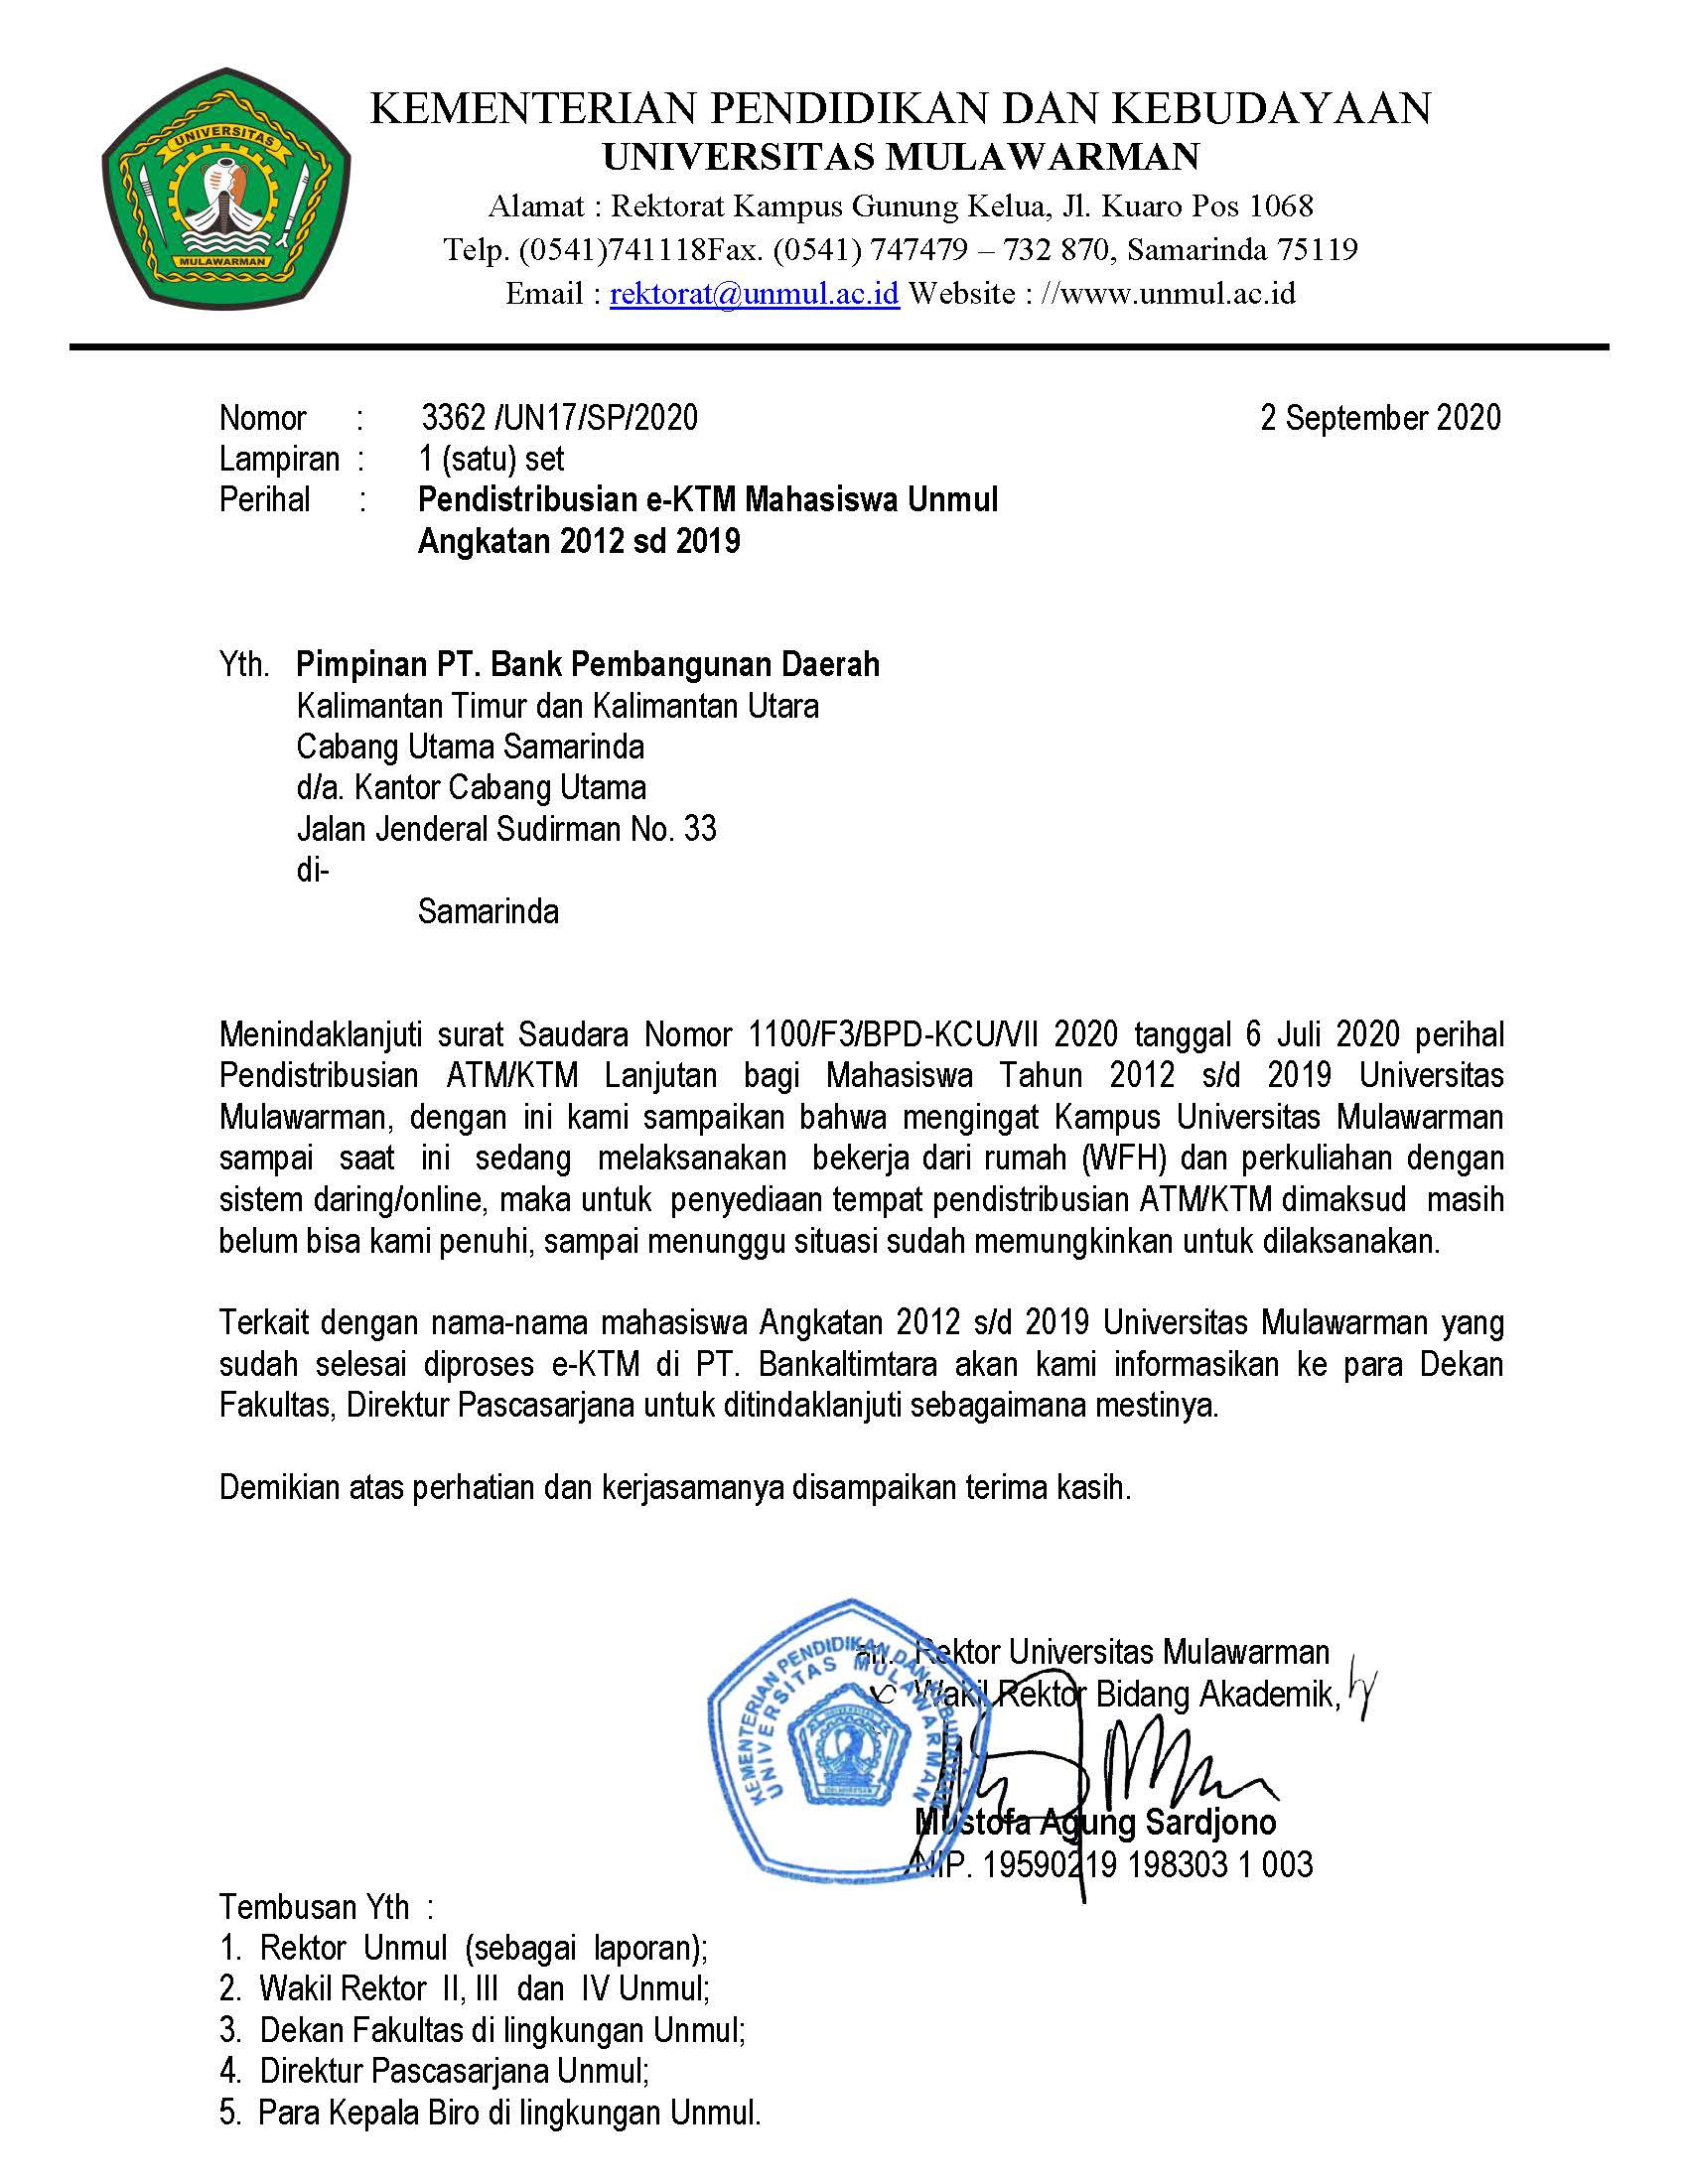 UNIVERSITAS
MULAWARMAN
KEMENTERIAN PENDIDIKAN DAN KEBUDAYAAN
UNIVERSITAS MULAWARMAN
Alamat : Rektorat Kampus Gunung Kelua, Jl. Kuaro Pos 1068
Telp. (0541)741118Fax. (0541) 747479 – 732 870, Samarinda 75119
Email : rektorat@unmul.ac.id Website : //www.unmul.ac.id
Nomor : 3362 /UN17/SP/2020 2 September 2020
Lampiran : 1 (satu) set
Perihal : Pendistribusian e-KTM Mahasiswa Unmul
Angkatan 2012 sd 2019
Yth. Pimpinan PT. Bank Pembangunan Daerah
Kalimantan Timur dan Kalimantan Utara
Cabang Utama Samarinda
d/a. Kantor Cabang Utama
Jalan Jenderal Sudirman No. 33
di-
Samarinda
Menindaklanjuti surat Saudara Nomor 1100/F3/BPD-KCU/VII 2020 tanggal 6 Juli 2020 perihal
Pendistribusian ATM/KTM Lanjutan bagi Mahasiswa Tahun 2012 s/d 2019 Universitas
Mulawarman, dengan ini kami sampaikan bahwa mengingat Kampus Universitas Mulawarman
sampai saat ini sedang melaksanakan bekerja dari rumah (WFH) dan perkuliahan dengan
sistem daring/online, maka untuk penyediaan tempat pendistribusian ATM/KTM dimaksud masih
belum bisa kami penuhi, sampai menunggu situasi sudah memungkinkan untuk dilaksanakan.
Terkait dengan nama-nama mahasiswa Angkatan 2012 s/d 2019 Universitas Mulawarman yang
sudah selesai diproses e-KTM di PT. Bankaltimtara akan kami informasikan ke para Dekan
Fakultas, Direktur Pascasarjana untuk ditindaklanjuti sebagaimana mestinya.
Demikian atas perhatian dan kerjasamanya disampaikan terima kasih.
an. Rektor Universitas Mulawarman
Wakil Rektor Bidang Akademik,
KEMENTERIAN PENDIDIKAN DAN KEBUDAYAAN
UNIVERSITAS MULAWARMAN
Mustofa Agung Sardjono
NIP. 19590219 198303 1 003
Tembusan Yth :
1. Rektor Unmul (sebagai laporan);
2. Wakil Rektor II, III dan IV Unmul;
3. Dekan Fakultas di lingkungan Unmul;
4. Direktur Pascasarjana Unmul;
5. Para Kepala Biro di lingkungan Unmul.